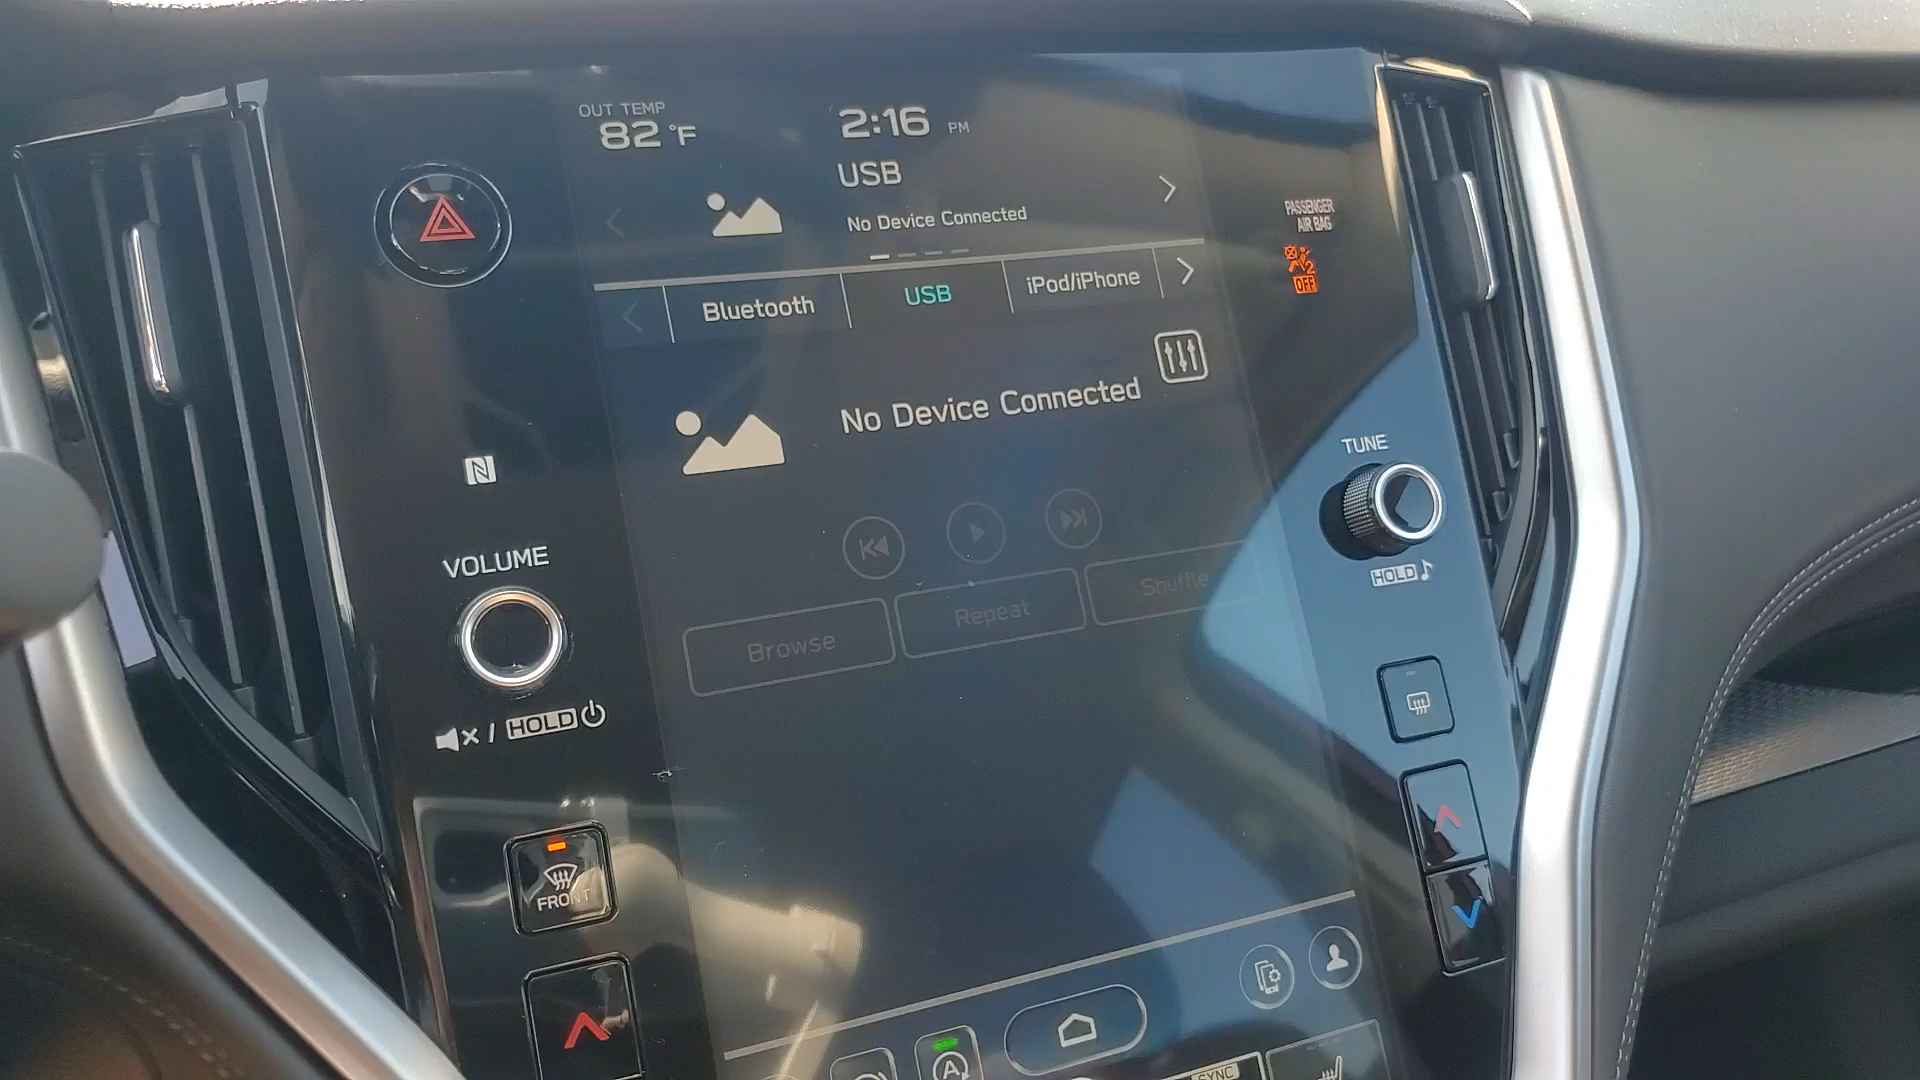 OUT TEMP
82 °F
2:16 PM
USB
No Device Connected
PASSENGER
AIR BAG
2
OFF
Bluetooth
USB
iPod/iPhone
No Device Connected
TUNE
HOLD
VOLUME
Browse
Repeat
Shuffle
/ HOLD
FRONT
A
SYNC